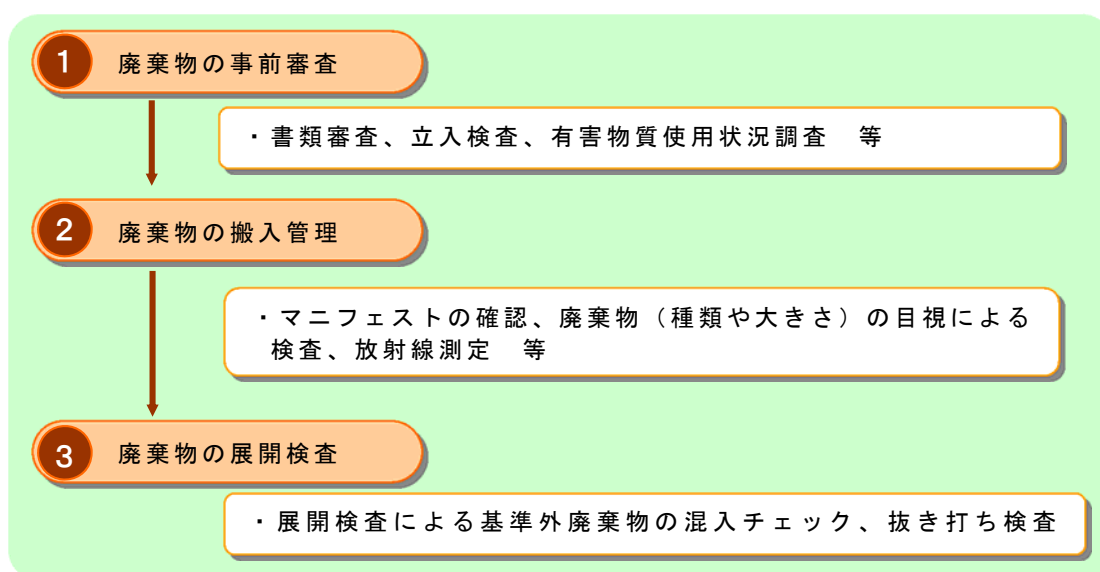 1 廃棄物の事前審査
・書類審査、立入検査、有害物質使用状況調査　等
2 廃棄物の搬入管理
・マニフェストの確認、廃棄物（種類や大きさ）の目視による
検査、放射線測定　等
3 廃棄物の展開検査
・展開検査による基準外廃棄物の混入チェック、抜き打ち検査